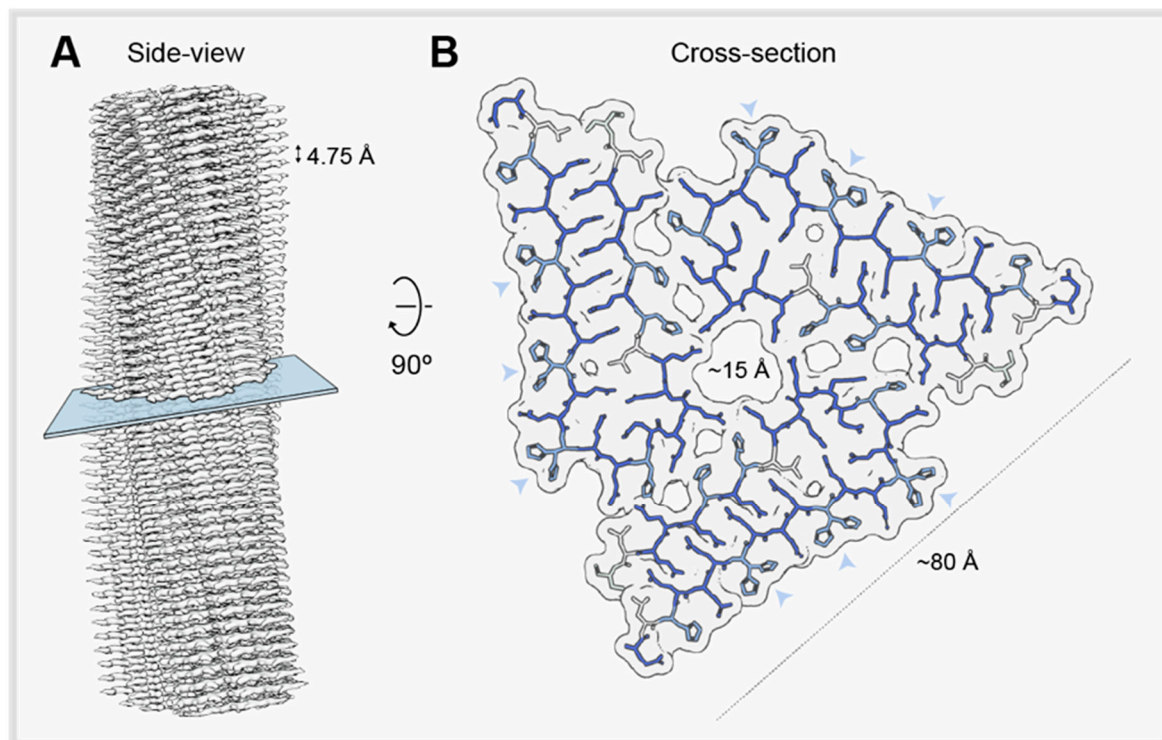 A Side-view
4.75 Å
90º
B Cross-section
~15 Å
~80 Å